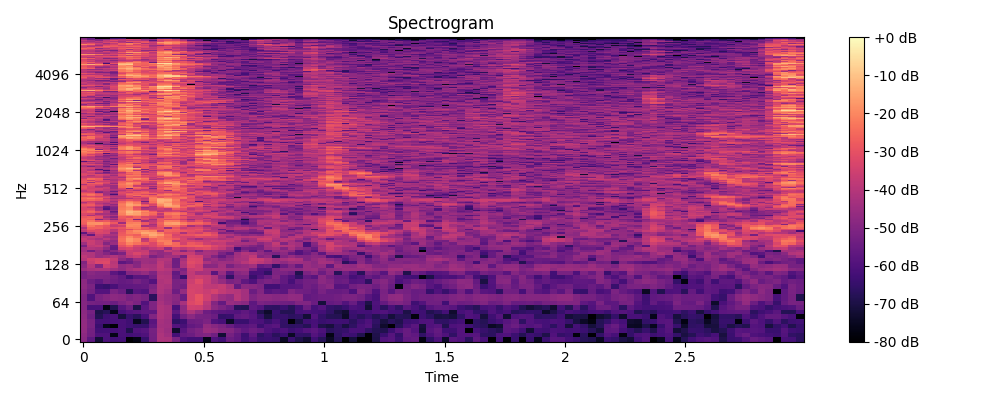 Spectrogram
+0 dB
4096
-10 dB
2048
-20 dB
1024
-30 dB
Hz
512
-40 dB
256
-50 dB
128
-60 dB
64
-70 dB
0
-80 dB
0
0.5
1
1.5
2
2.5
Time